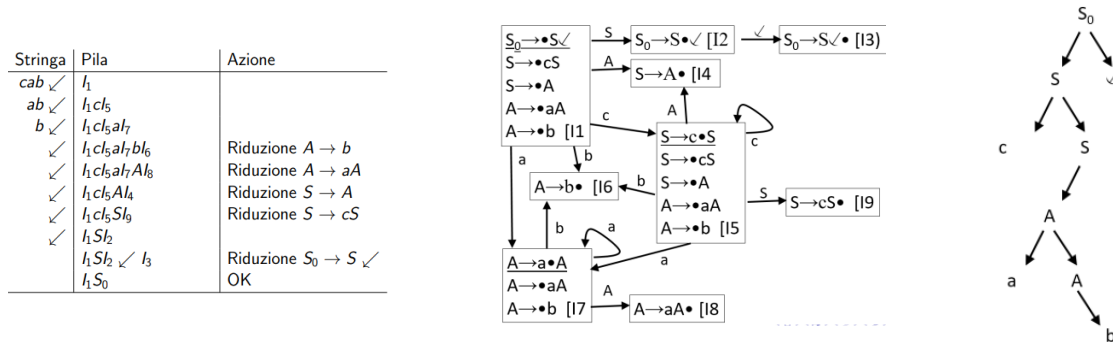 Stringa Pila Azione
cab ↙ I₁
ab ↙ I₁cI₅
b ↙ I₁cI₅aI₇
↙ I₁cI₅aI₇bI₆ Riduzione A → b
↙ I₁cI₅aI₇AI₈ Riduzione A → aA
↙ I₁cI₅AI₄ Riduzione S → A
↙ I₁cI₅SI₉ Riduzione S → cS
↙ I₁SI₂
I₁SI₂ ↙ I₃ Riduzione S₀ → S ↙
I₁S₀ OK
S₀→•S↙
S→•cS
S→•A
A→•aA
A→•b [I1
S
S₀→S•↙ [I2
↙
S₀→S↙• [I3)
A
S→A• [I4
c
A
S→c•S
S→•cS
S→•A
A→•aA
A→•b [I5
c
a
b
A→b• [I6
b
S
S→cS• [I9
b
a
a
A→a•A
A→•aA
A→•b [I7
A
A→aA• [I8
S₀
S ↙
c S
A
a A
b